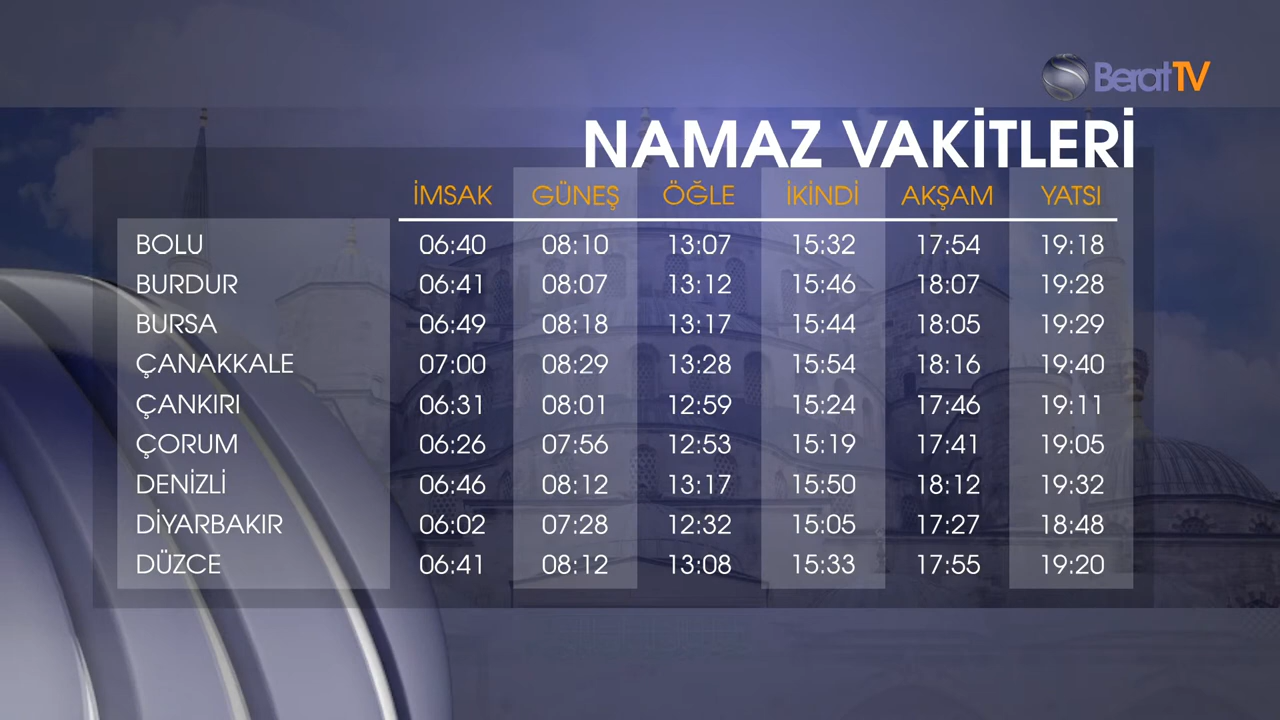 BeratTV
NAMAZ VAKİTLERİ
İMSAK GÜNEŞ ÖĞLE İKİNDİ AKŞAM YATSI
BOLU 06:40 08:10 13:07 15:32 17:54 19:18
BURDUR 06:41 08:07 13:12 15:46 18:07 19:28
BURSA 06:49 08:18 13:17 15:44 18:05 19:29
ÇANAKKALE 07:00 08:29 13:28 15:54 18:16 19:40
ÇANKIRI 06:31 08:01 12:59 15:24 17:46 19:11
ÇORUM 06:26 07:56 12:53 15:19 17:41 19:05
DENİZLİ 06:46 08:12 13:17 15:50 18:12 19:32
DİYARBAKIR 06:02 07:28 12:32 15:05 17:27 18:48
DÜZCE 06:41 08:12 13:08 15:33 17:55 19:20